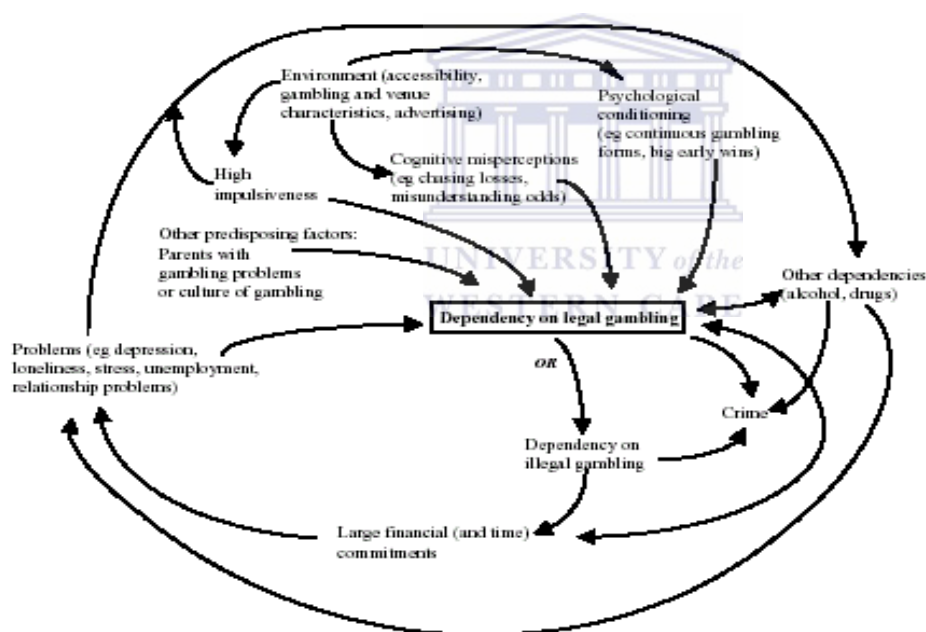 Environment (accessibility,
gambling and venue
characteristics, advertising)
Psychological
conditioning
(eg continuous gambling
forms, big early wins)
Cognitive misperceptions
(eg chasing losses,
misunderstanding odds)
High
impulsiveness
Other predisposing factors:
Parents with
gambling problems
or culture of gambling
UNIVERSITY of the
WESTERN CAPE
Other dependencies
(alcohol, drugs)
Dependency on legal gambling
Problems (eg depression,
loneliness, stress, unemployment,
relationship problems)
OR
Crime
Dependency on
illegal gambling
Large financial (and time)
commitments